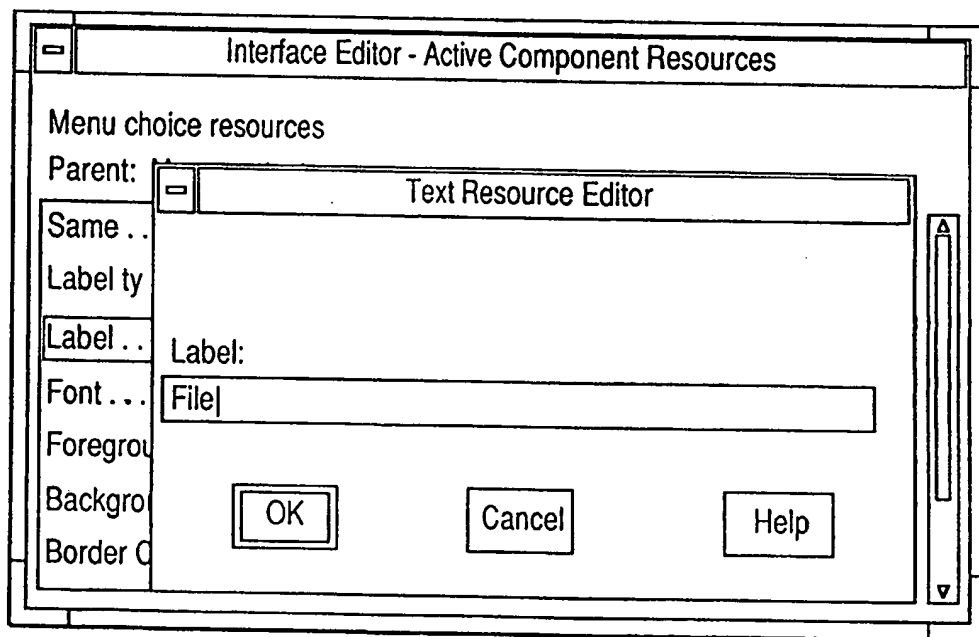 Interface Editor - Active Component Resources
Menu choice resources
Parent:
Text Resource Editor
Same . .
Label ty
Label . .
Label:
Font . . .
File
Foregrou
Backgro
Border C
OK
Cancel
Help